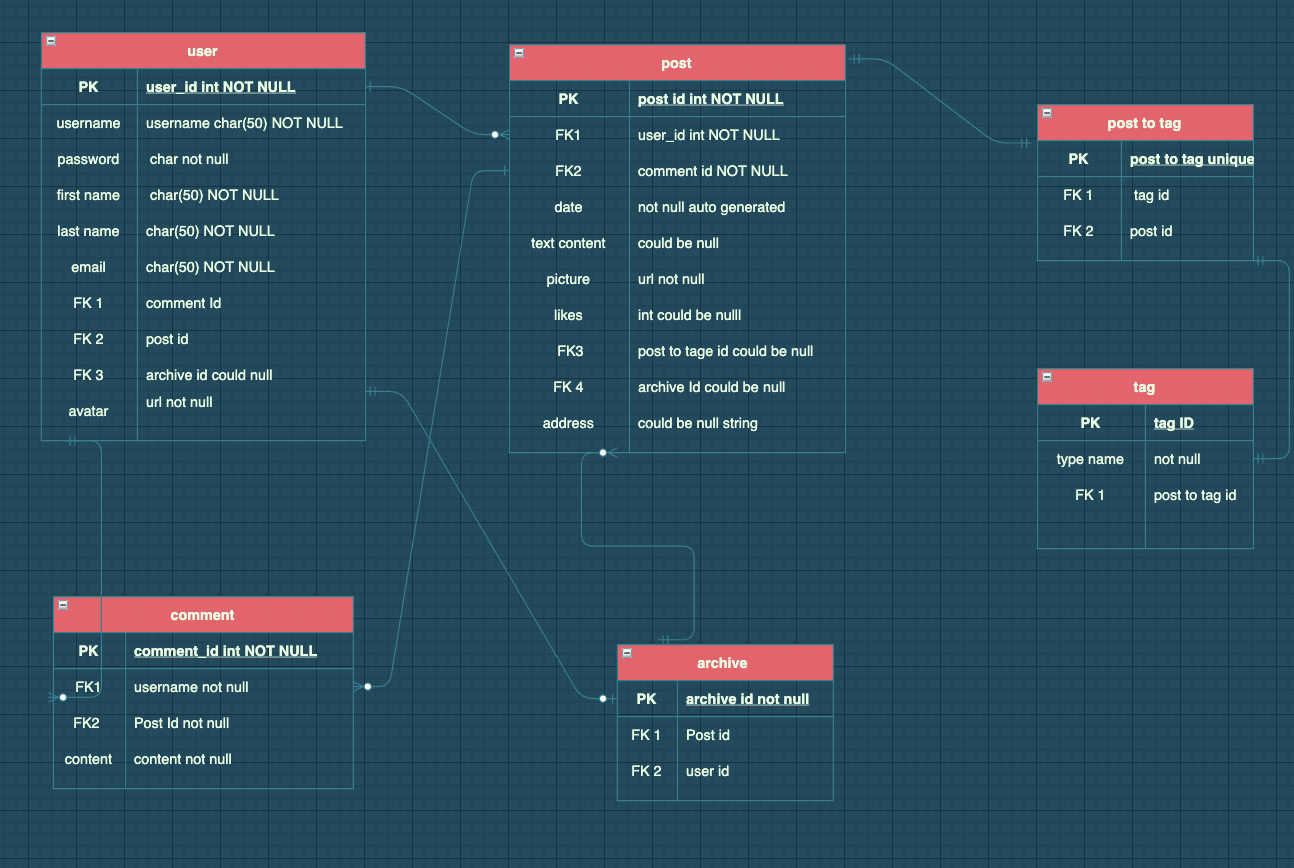 user
PK user_id int NOT NULL
username username char(50) NOT NULL
password char not null
first name char(50) NOT NULL
last name char(50) NOT NULL
email char(50) NOT NULL
FK 1 comment Id
FK 2 post id
FK 3 archive id could null
avatar url not null
post
PK post id int NOT NULL
FK1 user_id int NOT NULL
FK2 comment id NOT NULL
date not null auto generated
text content could be null
picture url not null
likes int could be nulll
FK3 post to tage id could be null
FK 4 archive Id could be null
address could be null string
post to tag
PK post to tag unique
FK 1 tag id
FK 2 post id
tag
PK tag ID
type name not null
FK 1 post to tag id
comment
PK comment_id int NOT NULL
FK1 username not null
FK2 Post Id not null
content content not null
archive
PK archive id not null
FK 1 Post id
FK 2 user id